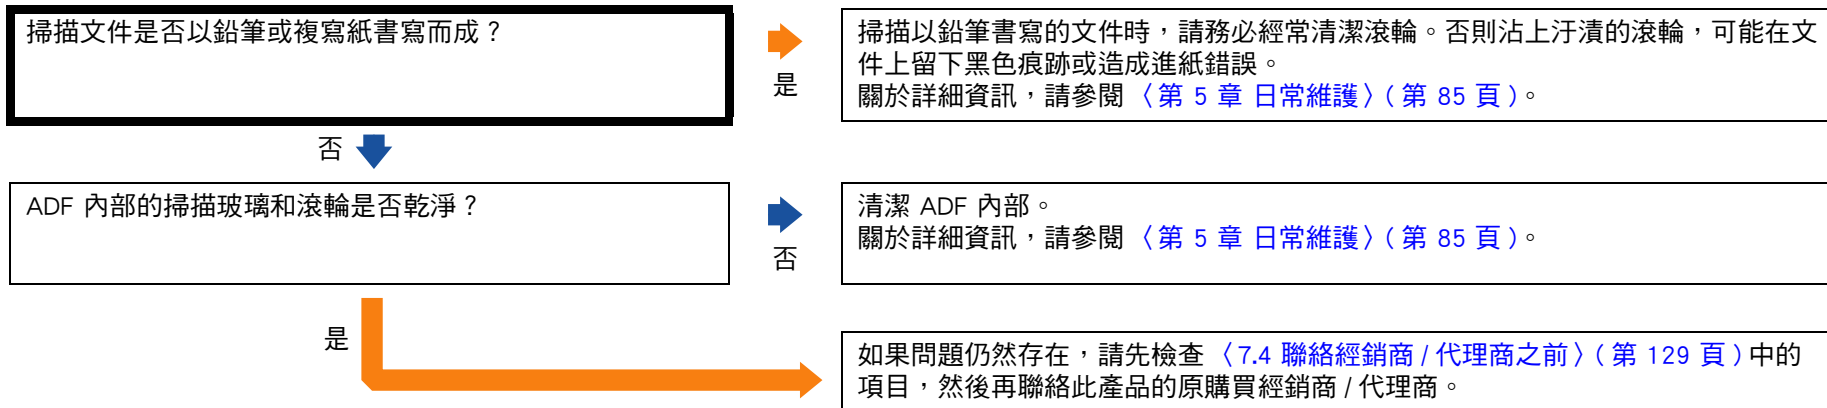 掃描文件是否以鉛筆或複寫紙書寫而成？
是
掃描以鉛筆書寫的文件時，請務必經常清潔滾輪。否則沾上汙漬的滾輪，可能在文
件上留下黑色痕跡或造成進紙錯誤。
關於詳細資訊，請參閱 〈第 5 章 日常維護〉( 第 85 頁 )。
否
ADF 內部的掃描玻璃和滾輪是否乾淨？
否
清潔 ADF 內部。
關於詳細資訊，請參閱 〈第 5 章 日常維護〉( 第 85 頁 )。
是
如果問題仍然存在，請先檢查 〈7.4 聯絡經銷商 / 代理商之前〉( 第 129 頁 ) 中的
項目，然後再聯絡此產品的原購買經銷商 / 代理商。